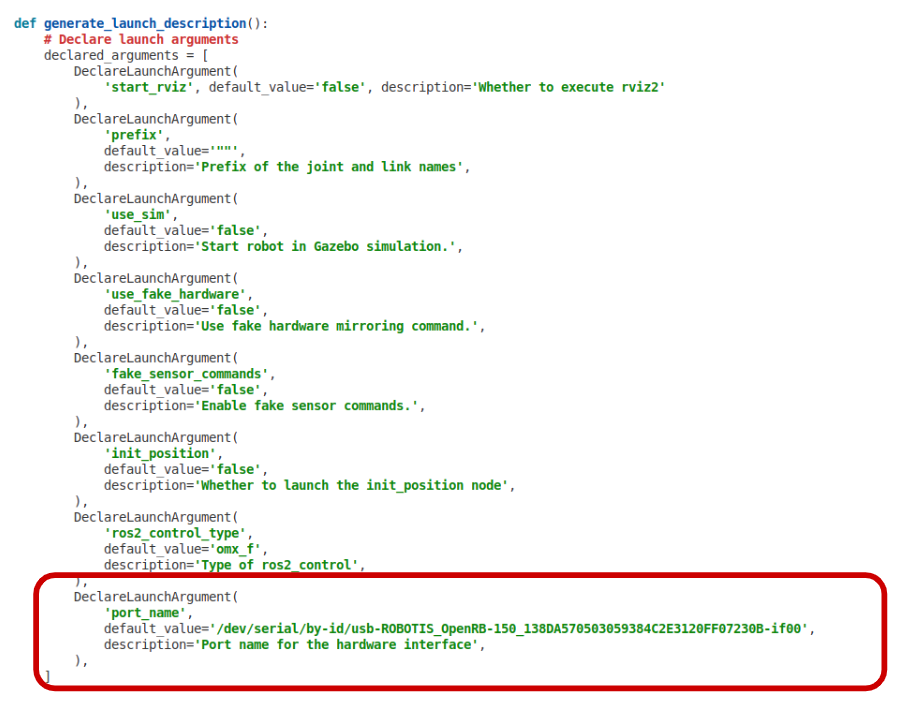 def generate_launch_description():
    # Declare launch arguments
    declared_arguments = [
        DeclareLaunchArgument(
            'start_rviz', default_value='false', description='Whether to execute rviz2'
        ),
        DeclareLaunchArgument(
            'prefix',
            default_value='""',
            description='Prefix of the joint and link names',
        ),
        DeclareLaunchArgument(
            'use_sim',
            default_value='false',
            description='Start robot in Gazebo simulation.',
        ),
        DeclareLaunchArgument(
            'use_fake_hardware',
            default_value='false',
            description='Use fake hardware mirroring command.',
        ),
        DeclareLaunchArgument(
            'fake_sensor_commands',
            default_value='false',
            description='Enable fake sensor commands.',
        ),
        DeclareLaunchArgument(
            'init_position',
            default_value='false',
            description='Whether to launch the init_position node',
        ),
        DeclareLaunchArgument(
            'ros2_control_type',
            default_value='omx_f',
            description='Type of ros2_control',
        ),
        DeclareLaunchArgument(
            'port_name',
            default_value='/dev/serial/by-id/usb-ROBOTIS_OpenRB-150_138DA570503059384C2E3120FF07230B-if00',
            description='Port name for the hardware interface',
        ),
    ]